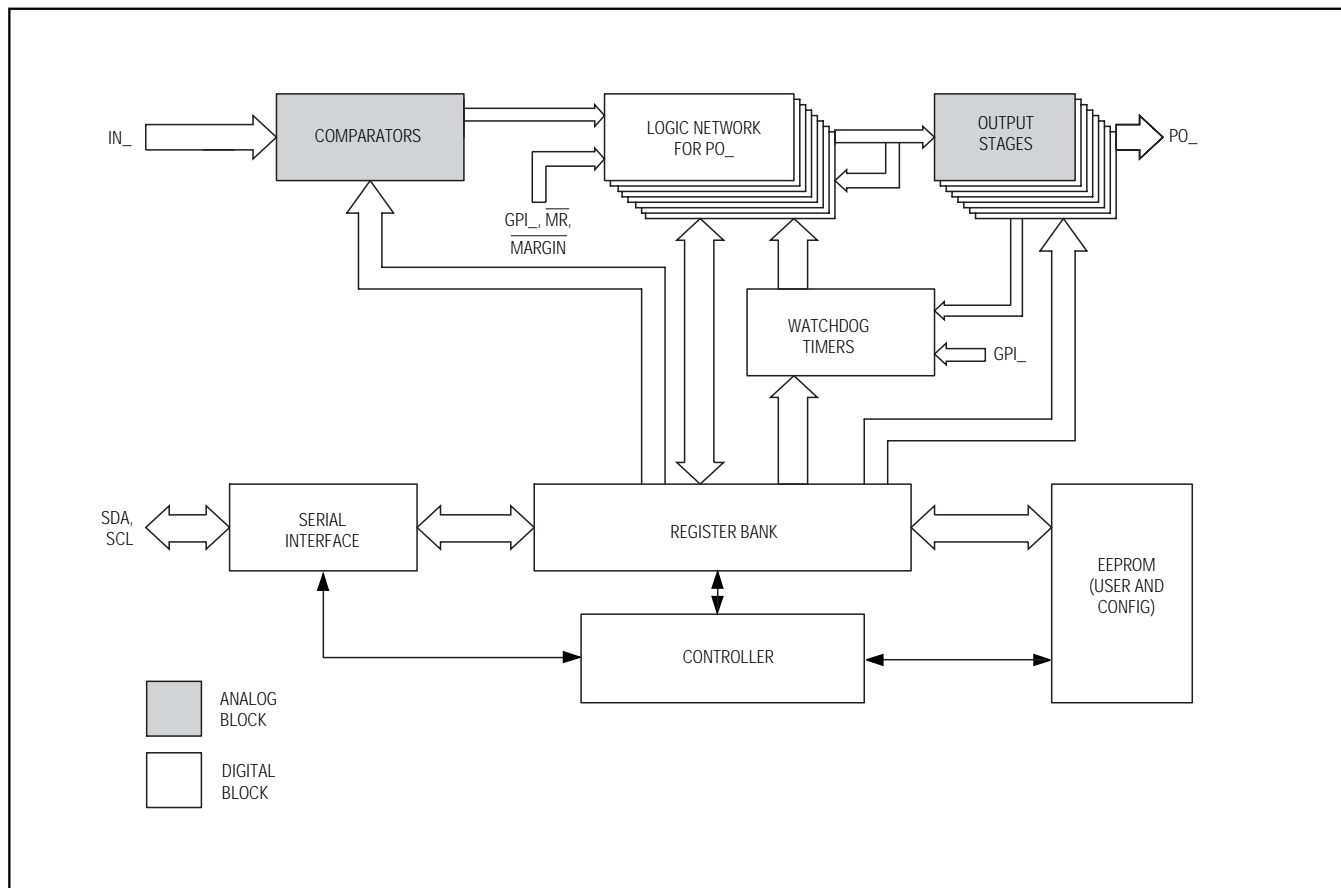 IN_
COMPARATORS
LOGIC NETWORK
FOR PO_
OUTPUT
STAGES
PO_
GPI_, MR,
MARGIN
WATCHDOG
TIMERS
GPI_
SDA,
SCL
SERIAL
INTERFACE
REGISTER BANK
EEPROM
(USER AND
CONFIG)
CONTROLLER
ANALOG
BLOCK
DIGITAL
BLOCK